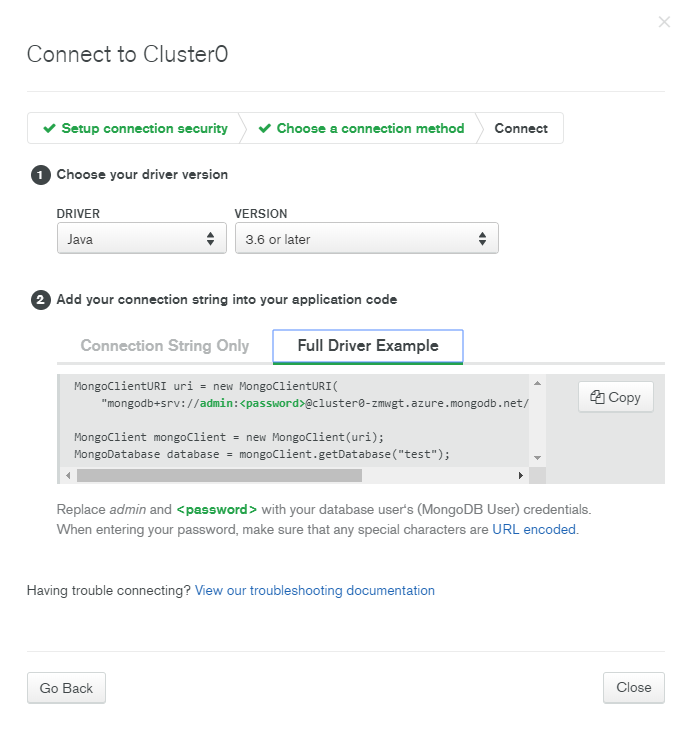 Connect to Cluster0
Setup connection security
Choose a connection method
Connect
1 Choose your driver version
DRIVER
VERSION
Java
3.6 or later
2 Add your connection string into your application code
Connection String Only
Full Driver Example
MongoClientURI uri = new MongoClientURI(
"mongodb+srv://admin:<password>@cluster0-zmwgt.azure.mongodb.net/
MongoClient mongoClient = new MongoClient(uri);
MongoDatabase database = mongoClient.getDatabase("test");
Copy
Replace admin and <password> with your database user's (MongoDB User) credentials.
When entering your password, make sure that any special characters are URL encoded.
Having trouble connecting? View our troubleshooting documentation
Go Back
Close